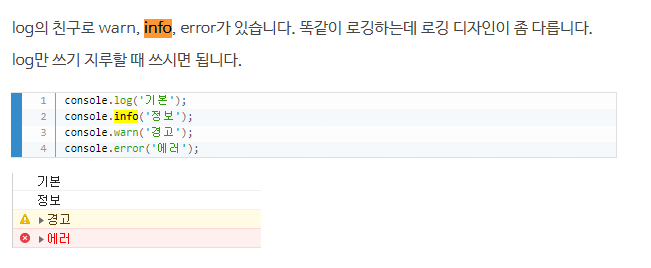 log의 친구로 warn, info, error가 있습니다. 똑같이 로깅하는데 로깅 디자인이 좀 다릅니다.
log만 쓰기 지루할 때 쓰시면 됩니다.
1 console.log('기본');
2 console.info('정보');
3 console.warn('경고');
4 console.error('에러');
기본
정보
경고
에러